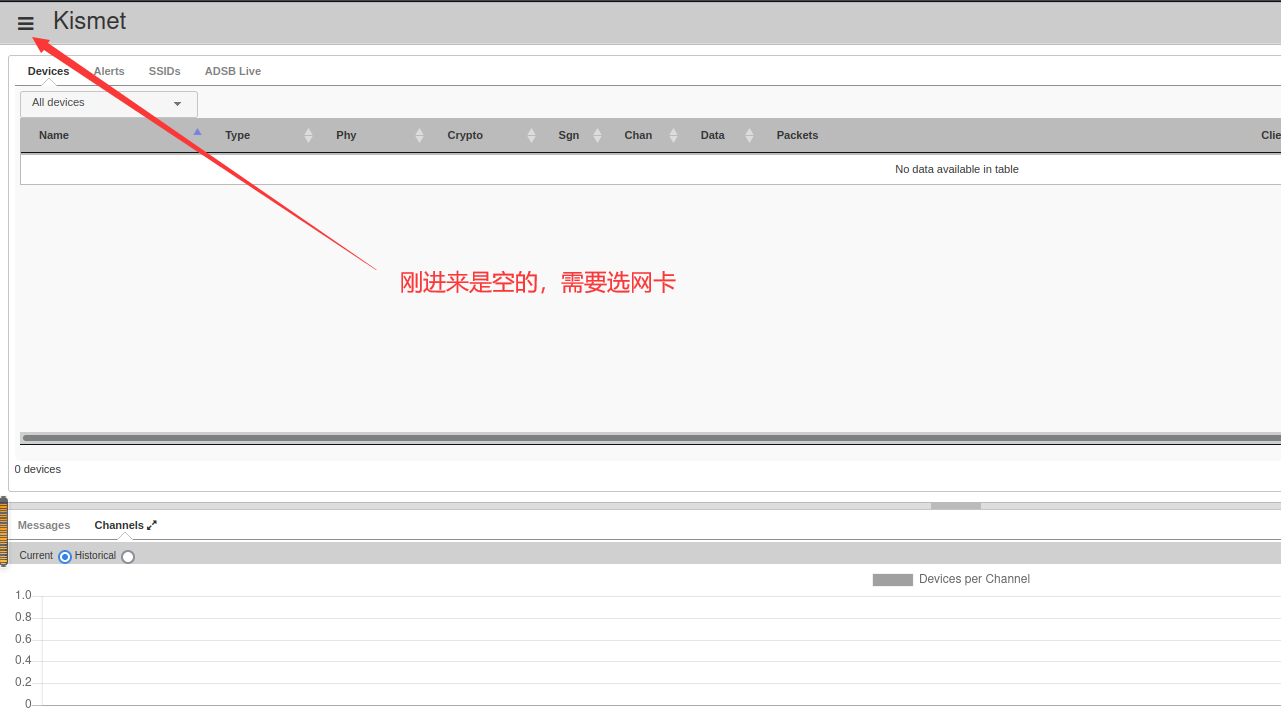 Kismet
Devices Alerts SSIDs ADSB Live
All devices
Name Type Phy Crypto Sgn Chan Data Packets Clie
No data available in table
刚进来是空的，需要选网卡
0 devices
Messages Channels
Current Historical
Devices per Channel
1.0
0.8
0.6
0.4
0.2
0